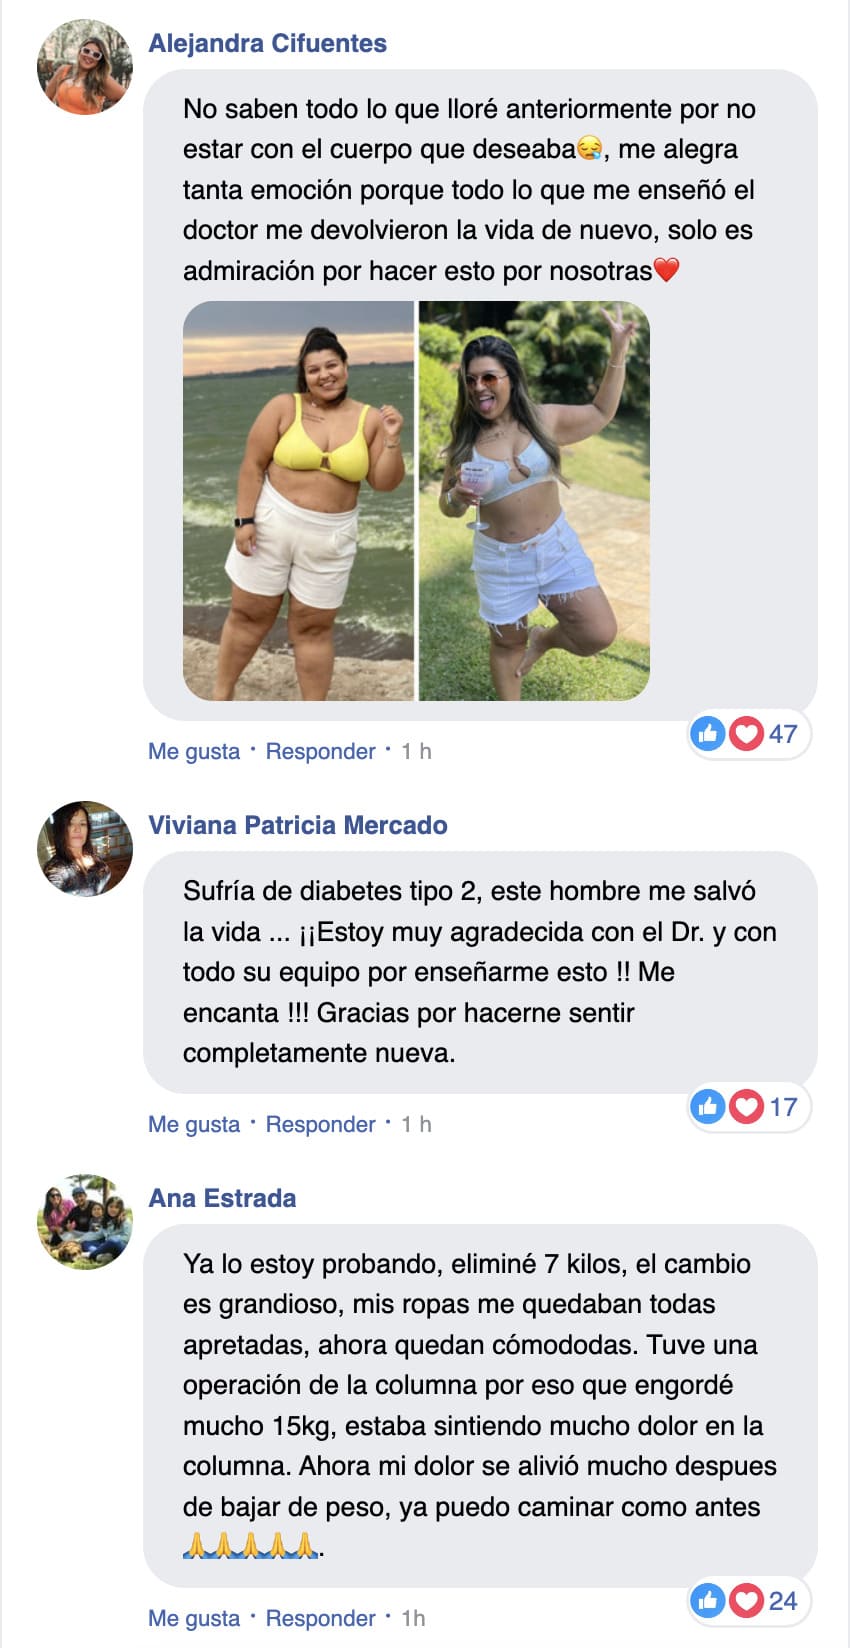 Alejandra Cifuentes
No saben todo lo que lloré anteriormente por no
estar con el cuerpo que deseaba😪, me alegra
tanta emoción porque todo lo que me enseñó el
doctor me devolvieron la vida de nuevo, solo es
admiración por hacer esto por nosotras❤️
47
Me gusta · Responder · 1 h
Viviana Patricia Mercado
Sufría de diabetes tipo 2, este hombre me salvó
la vida ... ¡¡Estoy muy agradecida con el Dr. y con
todo su equipo por enseñarme esto !! Me
encanta !!! Gracias por hacerne sentir
completamente nueva.
17
Me gusta · Responder · 1 h
Ana Estrada
Ya lo estoy probando, eliminé 7 kilos, el cambio
es grandioso, mis ropas me quedaban todas
apretadas, ahora quedan cómododas. Tuve una
operación de la columna por eso que engordé
mucho 15kg, estaba sintiendo mucho dolor en la
columna. Ahora mi dolor se alivió mucho despues
de bajar de peso, ya puedo caminar como antes
🙏🙏🙏🙏🙏.
24
Me gusta · Responder · 1h